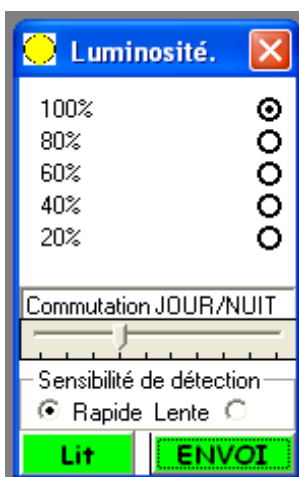 Luminosité.
100%
80%
60%
40%
20%
Commutation JOUR/NUIT
Sensibilité de détection
Rapide Lente
Lit ENVOI